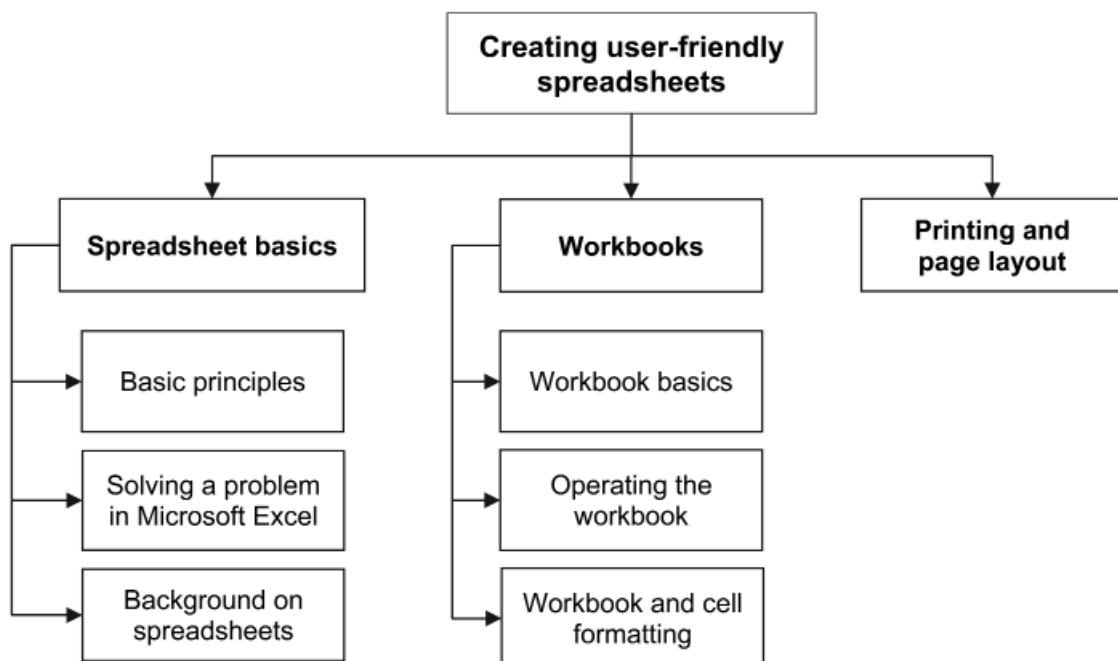 Creating user-friendly
spreadsheets
Spreadsheet basics
Workbooks
Printing and
page layout
Basic principles
Workbook basics
Solving a problem
in Microsoft Excel
Operating the
workbook
Background on
spreadsheets
Workbook and cell
formatting